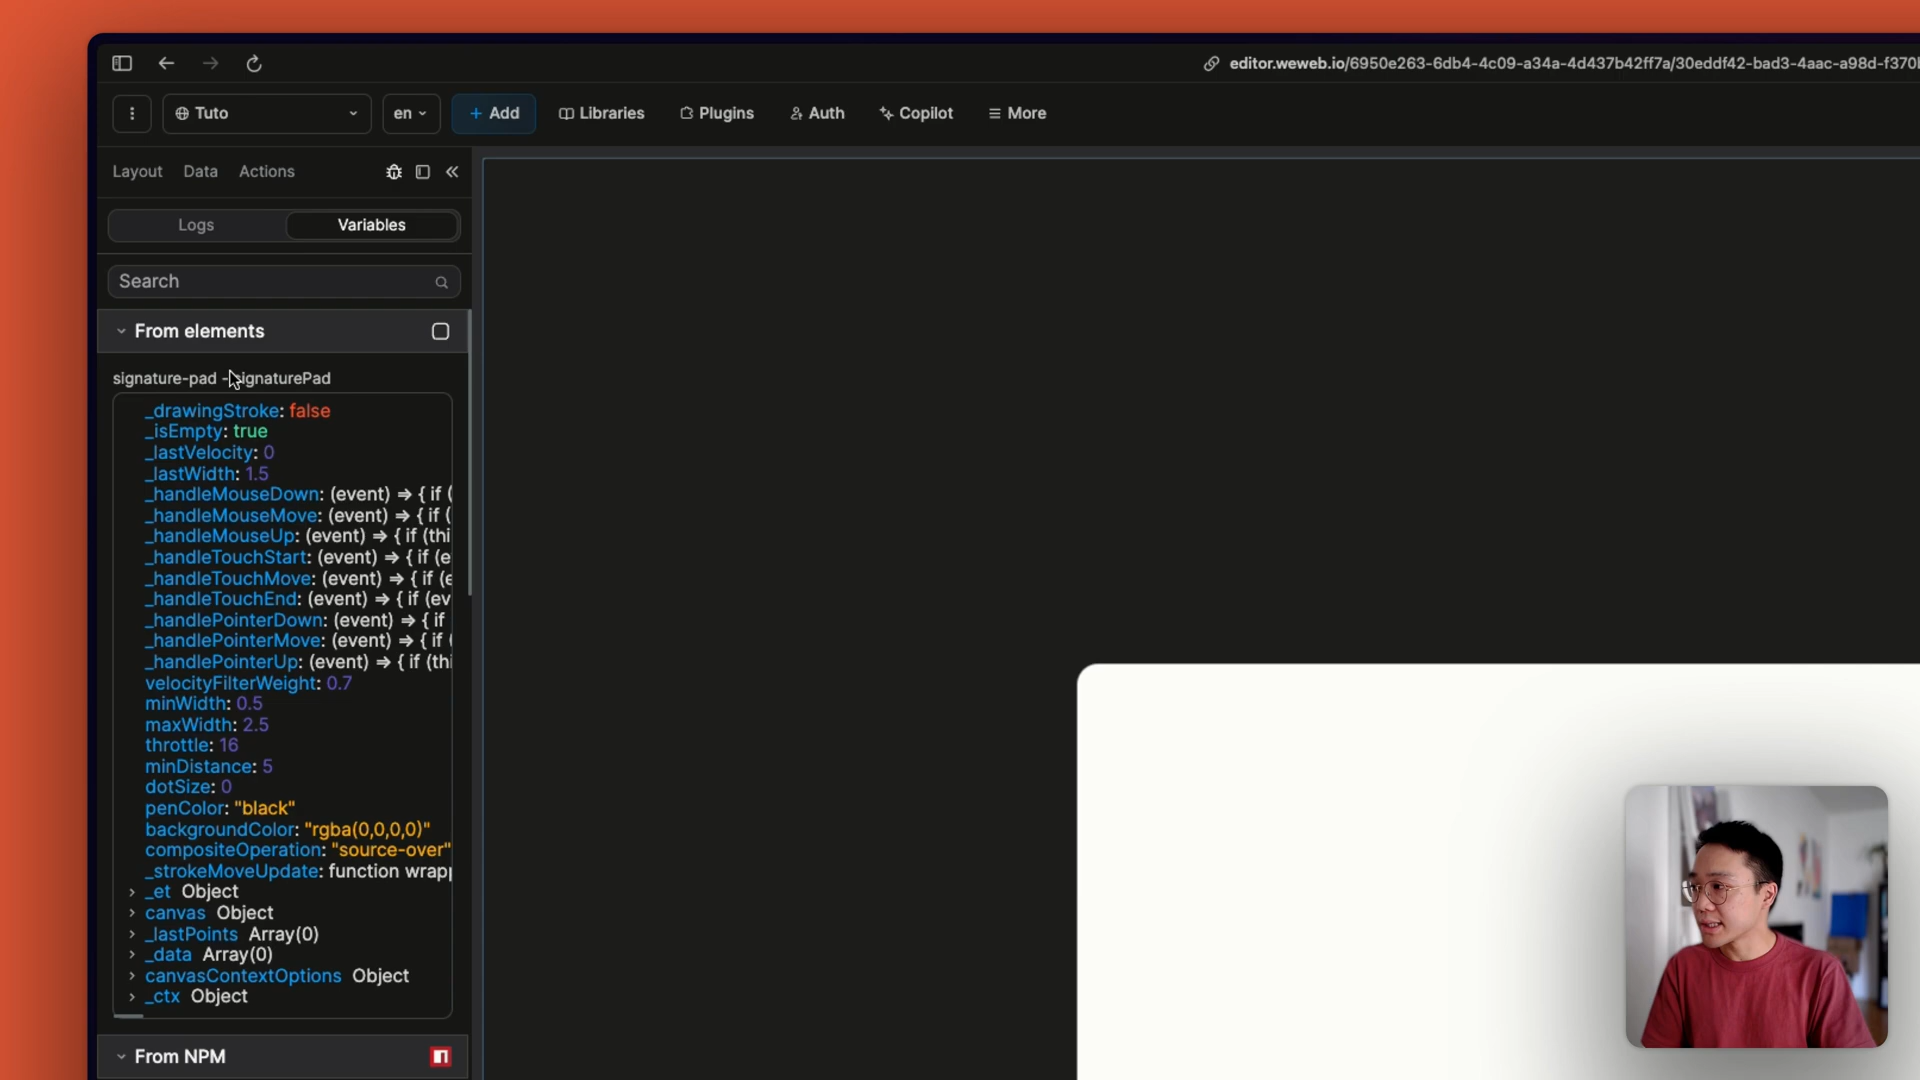 editor.weweb.io/6950e263-6db4-4c09-a34a-4d437b42ff7a/30eddf42-bad3-4aac-a98d-f370
Tuto
en
+ Add
Libraries
Plugins
Auth
Copilot
More
Layout
Data
Actions
Logs
Variables
Search
From elements
signature-pad - signaturePad
_drawingStroke: false
_isEmpty: true
_lastVelocity: 0
_lastWidth: 1.5
_handleMouseDown: (event) => { if (
_handleMouseMove: (event) => { if (
_handleMouseUp: (event) => { if (thi
_handleTouchStart: (event) => { if (e
_handleTouchMove: (event) => { if (e
_handleTouchEnd: (event) => { if (ev
_handlePointerDown: (event) => { if
_handlePointerMove: (event) => { if (
_handlePointerUp: (event) => { if (thi
velocityFilterWeight: 0.7
minWidth: 0.5
maxWidth: 2.5
throttle: 16
minDistance: 5
dotSize: 0
penColor: "black"
backgroundColor: "rgba(0,0,0,0)"
compositeOperation: "source-over"
_strokeMoveUpdate: function wrapp
_et Object
canvas Object
_lastPoints Array(0)
_data Array(0)
canvasContextOptions Object
_ctx Object
From NPM